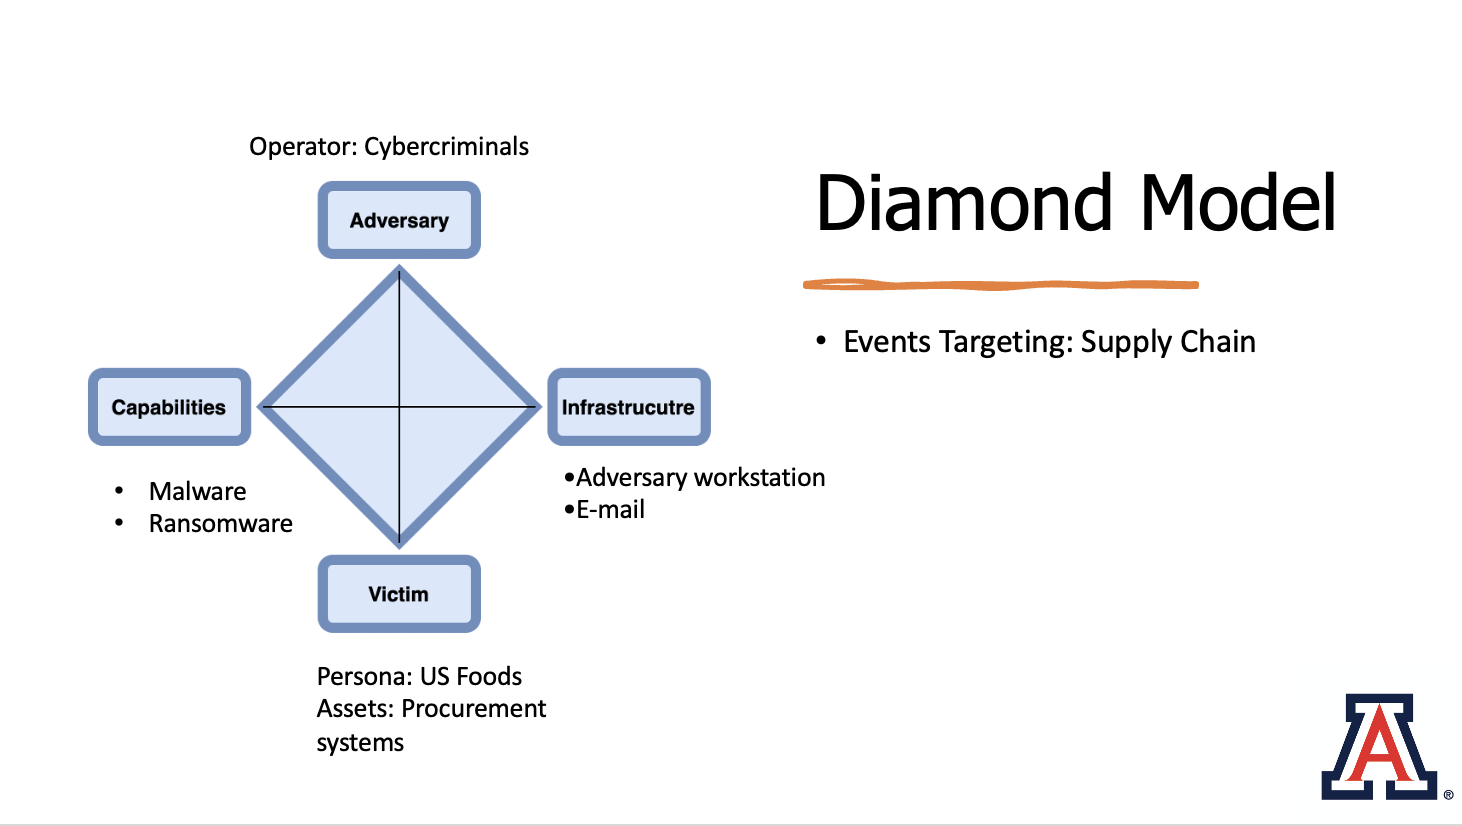 Operator: Cybercriminals
Adversary
Capabilities
Infrastrucutre
• Malware
• Ransomware
•Adversary workstation
•E-mail
Victim
Persona: US Foods
Assets: Procurement
systems
Diamond Model
• Events Targeting: Supply Chain
A
®